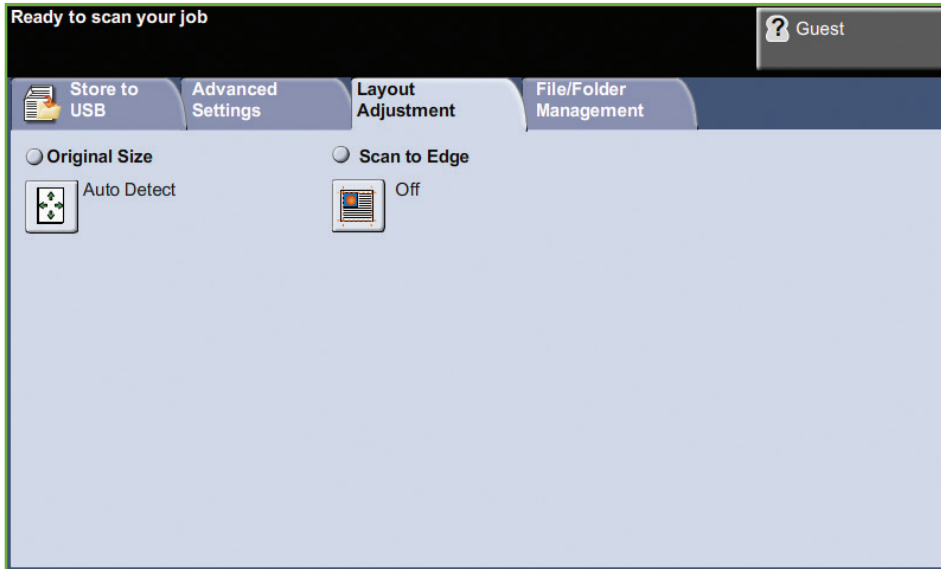 Ready to scan your job
? Guest
Store to
USB
Advanced
Settings
Layout
Adjustment
File/Folder
Management
Original Size
Scan to Edge
Auto Detect
Off